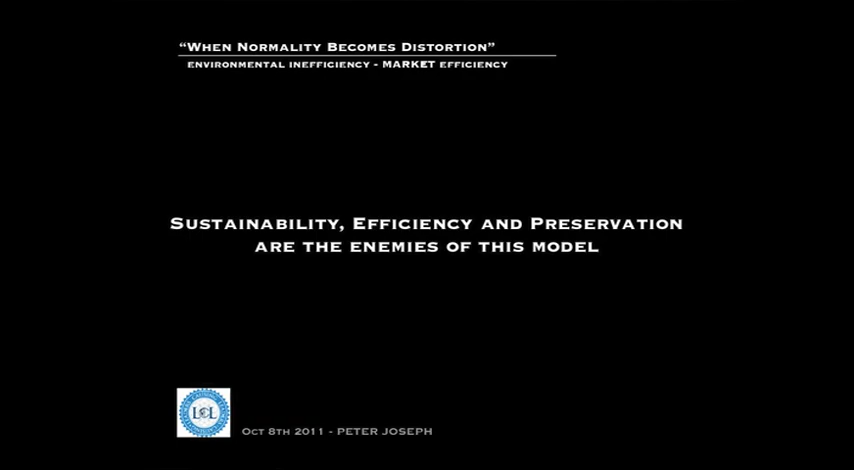 “When Normality Becomes Distortion”
environmental inefficiency - market efficiency
Sustainability, Efficiency and Preservation
are the enemies of this model
LCL
Oct 8th 2011 - Peter Joseph